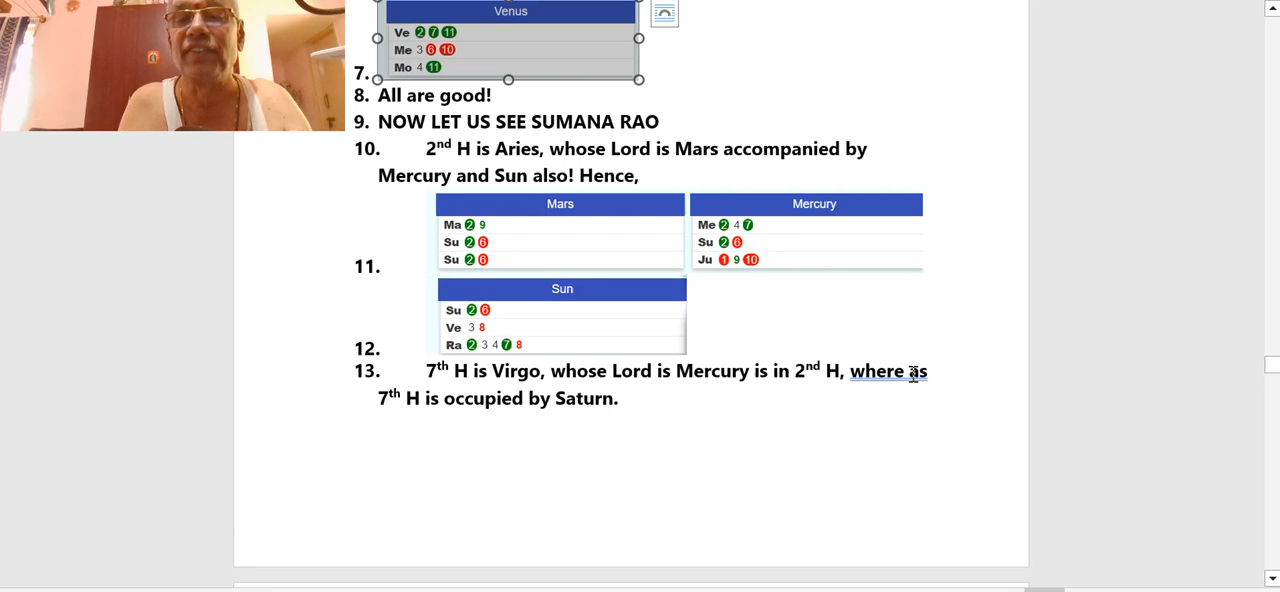 Venus
Ve 2 7 11
Me 3 6 10
Mo 4 11
7.
8. All are good!
9. NOW LET US SEE SUMANA RAO
10. 2nd H is Aries, whose Lord is Mars accompanied by
Mercury and Sun also! Hence,
Mars
Ma 2 9
Su 2 6
Su 2 6
Mercury
Me 2 4 7
Su 2 6
Ju 1 9 10
11.
Sun
Su 2 6
Ve 3 8
Ra 2 3 4 7 8
12.
13. 7th H is Virgo, whose Lord is Mercury is in 2nd H, where as
7th H is occupied by Saturn.